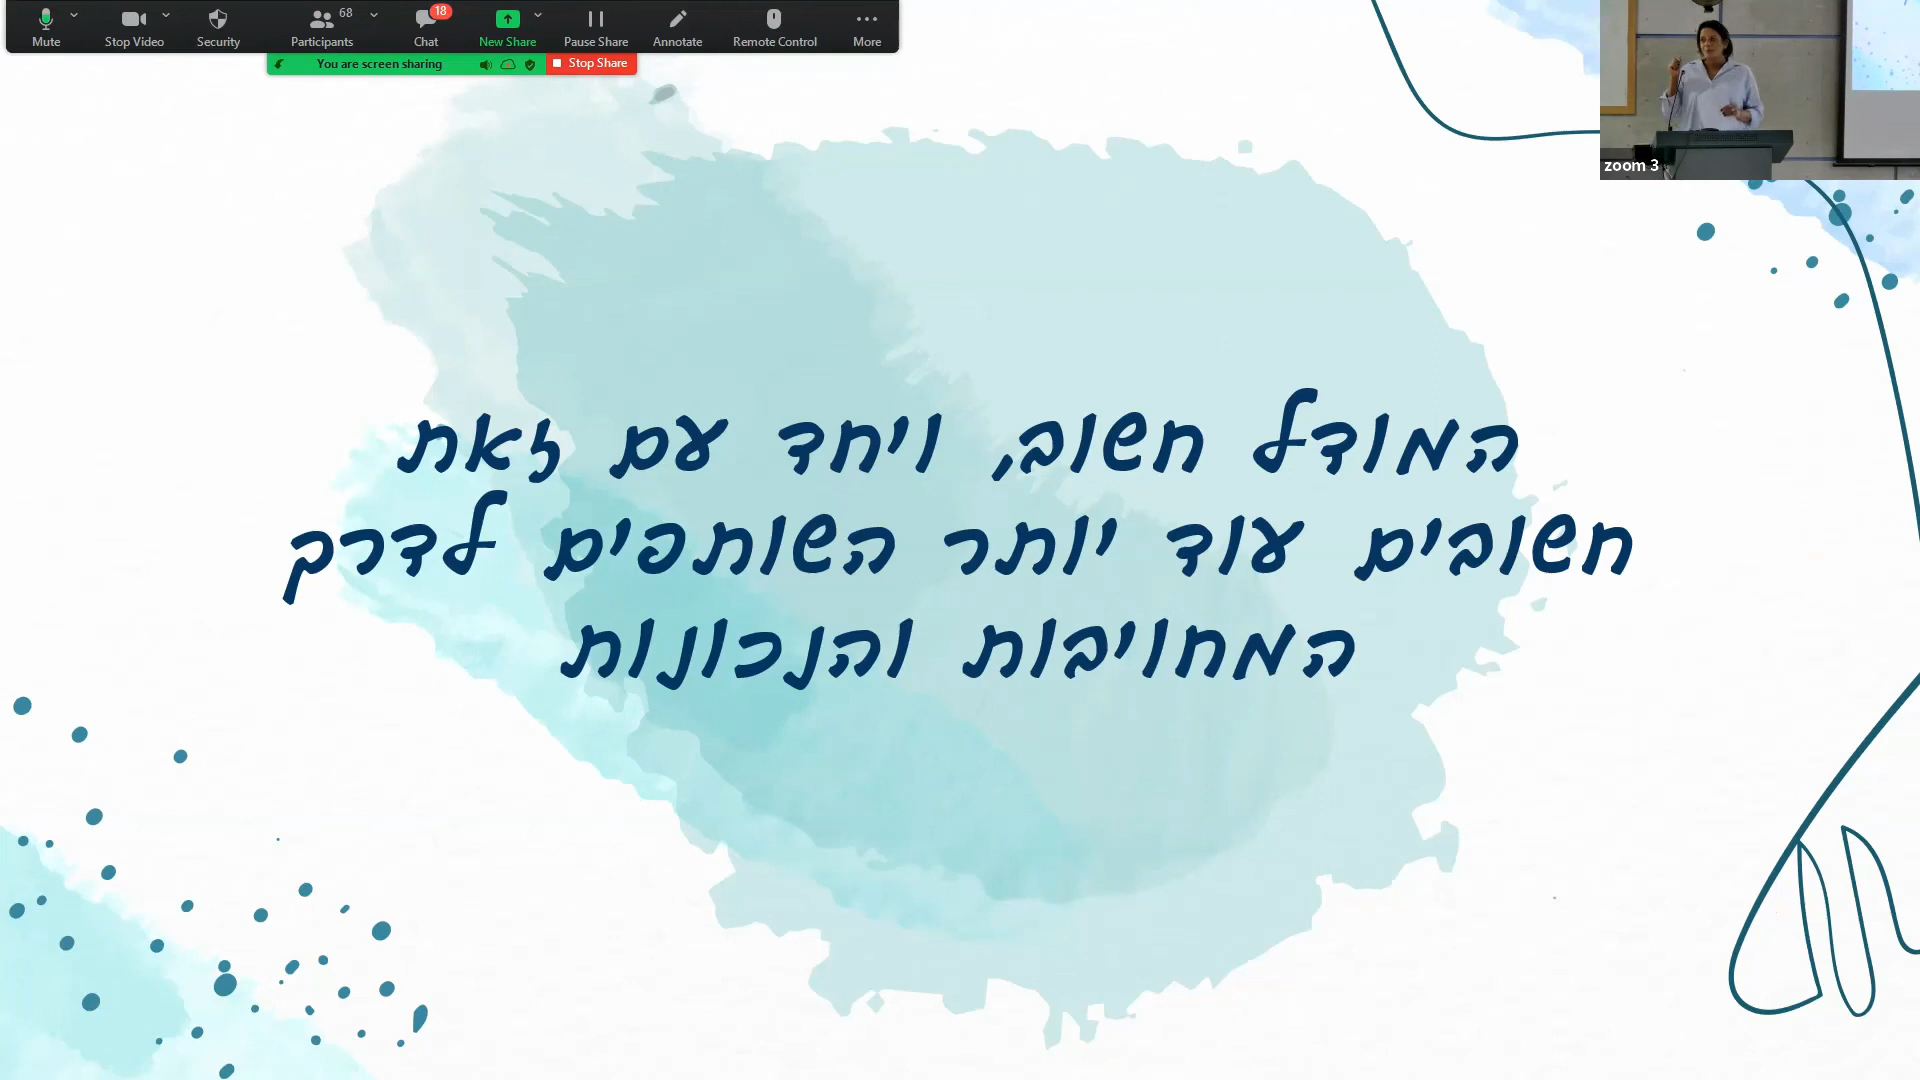 Mute
Stop Video
Security
Participants
68
Chat
18
New Share
Pause Share
Annotate
Remote Control
More
You are screen sharing
Stop Share
zoom 3
המודל חשוב, ויחד עם זאת
חשובים עוד יותר השותפים לדרך
המחויבות והנכונות